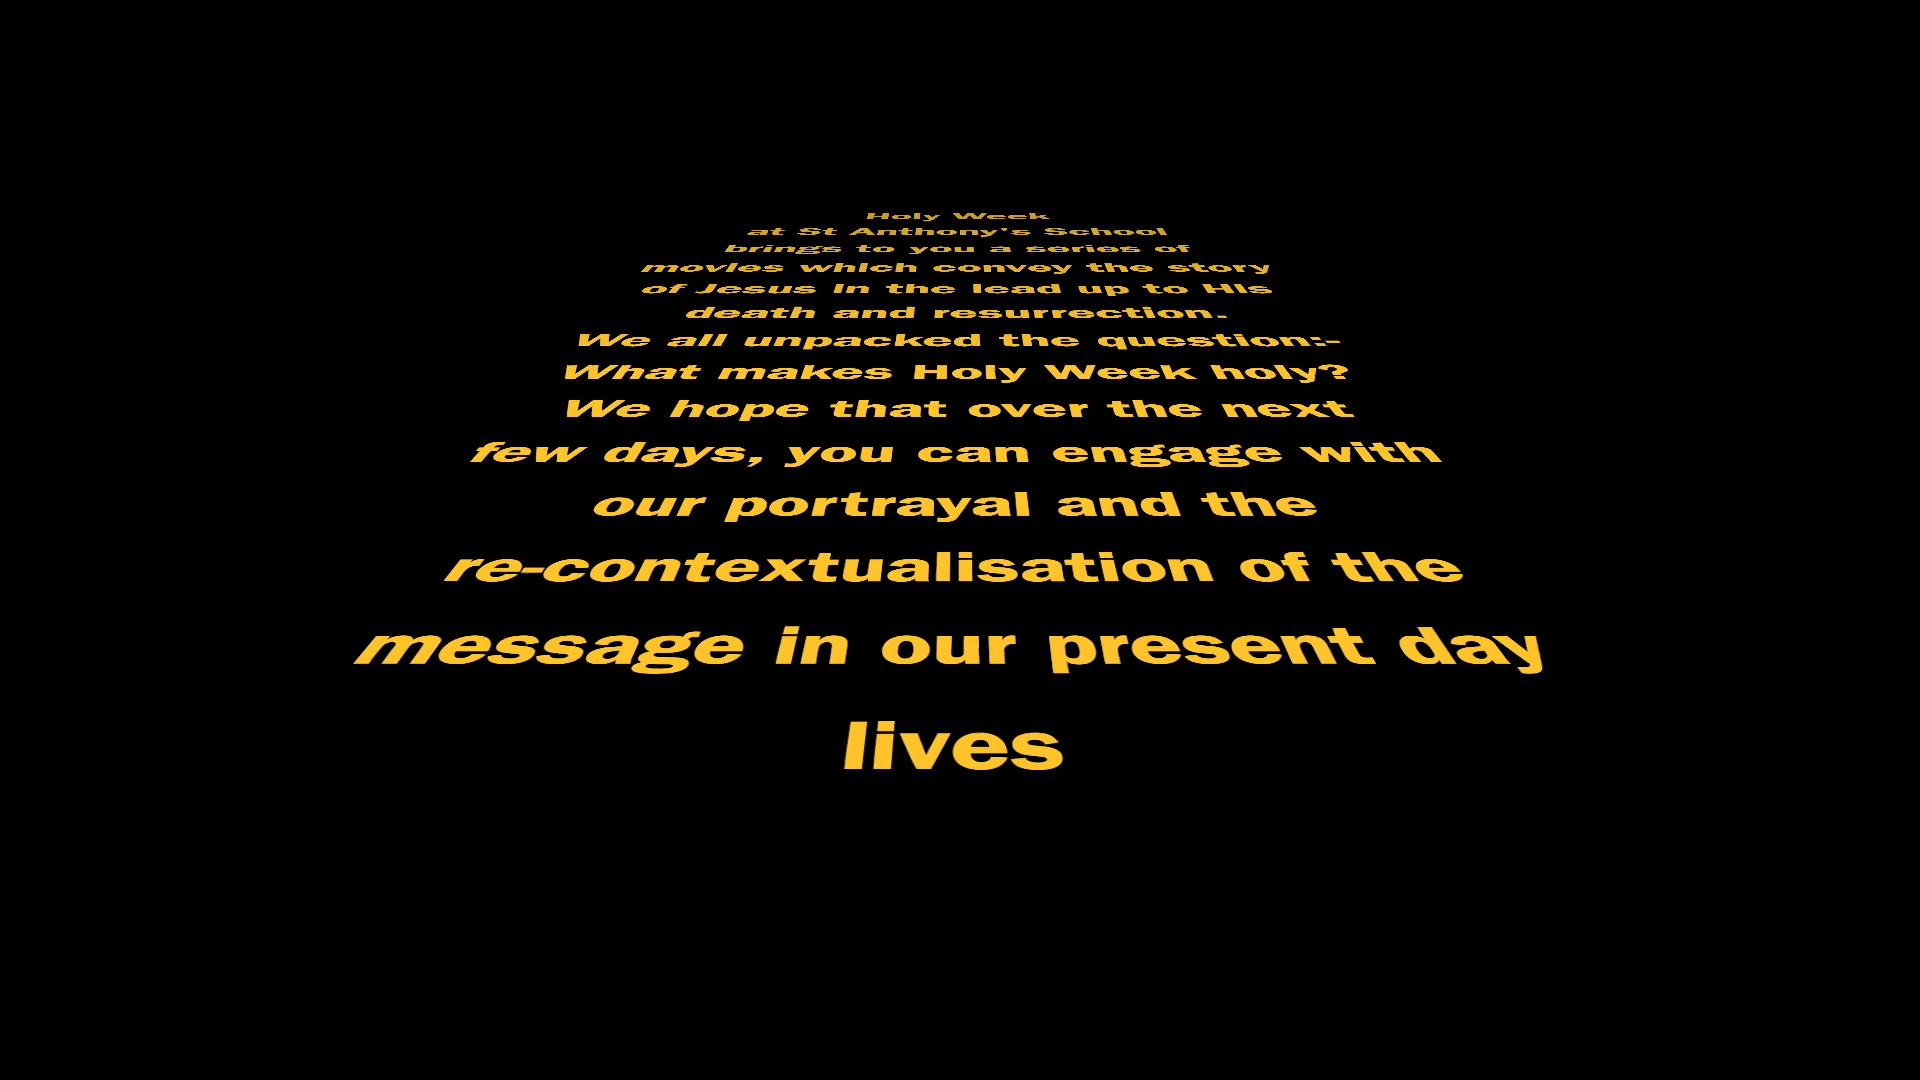 Holy Week
at St Anthony's School
brings to you a series of
movies which convey the story
of Jesus in the lead up to His
death and resurrection.
We all unpacked the question:-
What makes Holy Week holy?
We hope that over the next
few days, you can engage with
our portrayal and the
re-contextualisation of the
message in our present day
lives